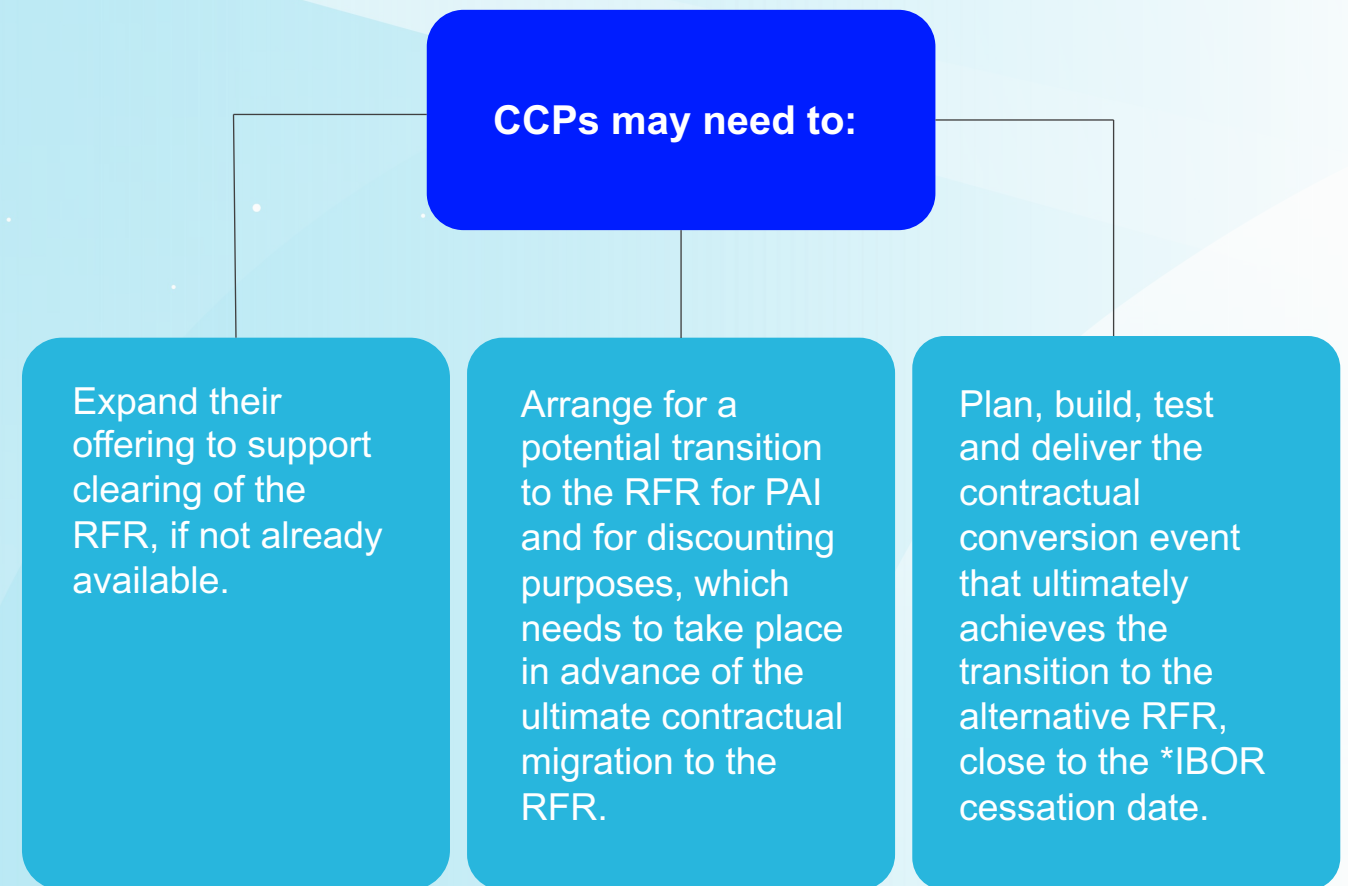 CCPs may need to:
Expand their
offering to support
clearing of the
RFR, if not already
available.
Arrange for a
potential transition
to the RFR for PAI
and for discounting
purposes, which
needs to take place
in advance of the
ultimate contractual
migration to the
RFR.
Plan, build, test
and deliver the
contractual
conversion event
that ultimately
achieves the
transition to the
alternative RFR,
close to the *IBOR
cessation date.